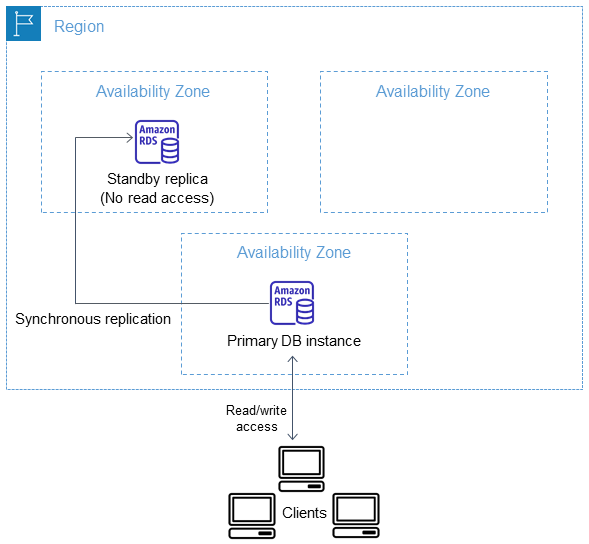 Region
Availability Zone
Availability Zone
Amazon
RDS
Standby replica
(No read access)
Availability Zone
Amazon
RDS
Synchronous replication
Primary DB instance
Read/write
access
Clients